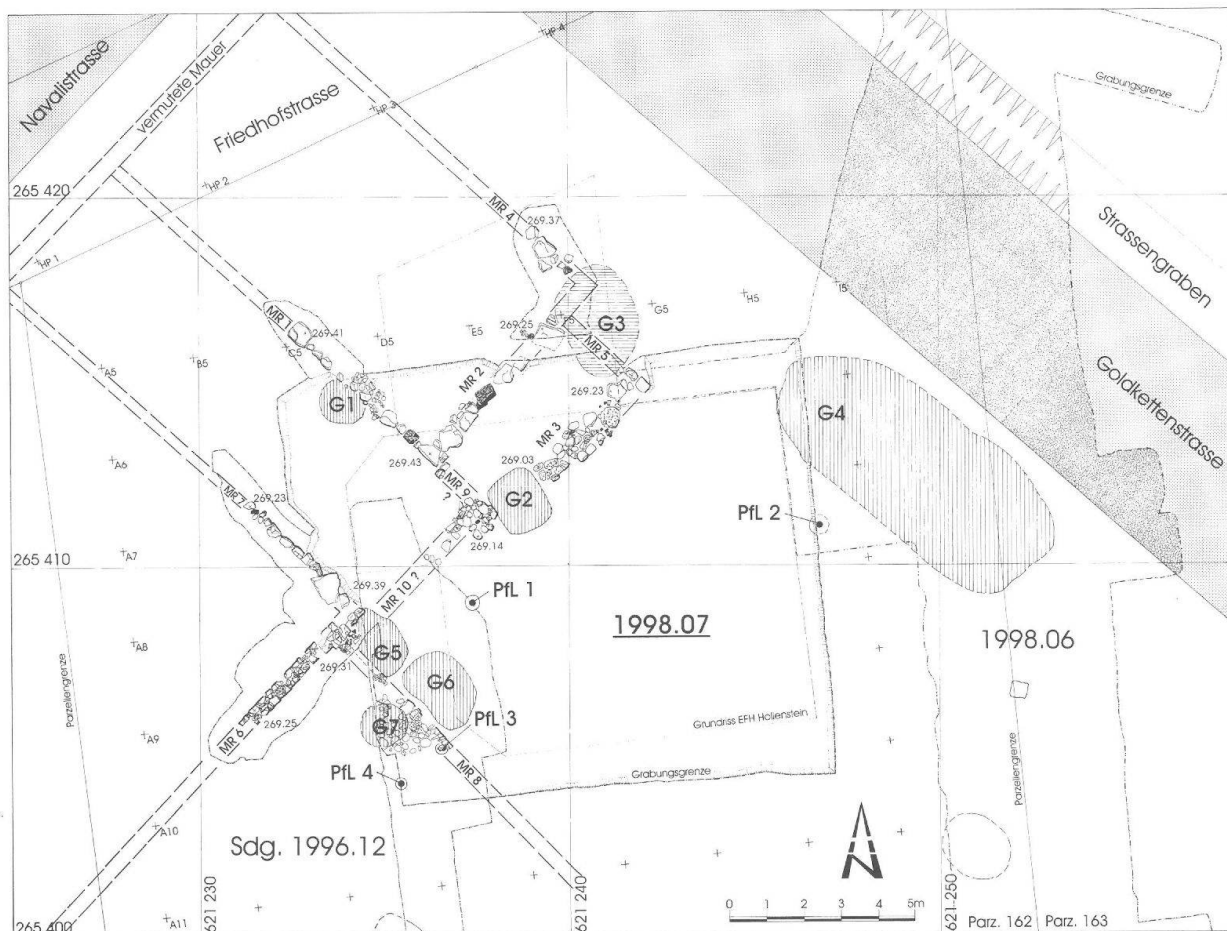 Navalistrasse
vermutete Mauer
Friedhofstrasse
HP 4
HP 3
HP 2
HP 1
Grabungsgrenze
265 420
MR 4
269.37
Strassengraben
MR 1
269.41
269.25
F5
G5
H5
I5
G3
A5
B5
C5
D5
E5
MR 5
Goldkettenstrasse
G1
MR 2
269.23
G4
MR 3
269.43
269.03
A6
MR 9
?
G2
MR 7
269.23
PfL 2
269.14
265 410
A7
269.39
MR 10 ?
PfL 1
1998.07
1998.06
A8
Parzellengrenze
269.31
G5
G6
269.25
G7
PfL 3
Grundriss EFH Hollenstein
A9
MR 6
PfL 4
MR 8
Grabungsgrenze
Parzellengrenze
A10
Sdg. 1996.12
N
A11
621 230
621 240
621 250
0 1 2 3 4 5m
Parz. 162
Parz. 163
265 400